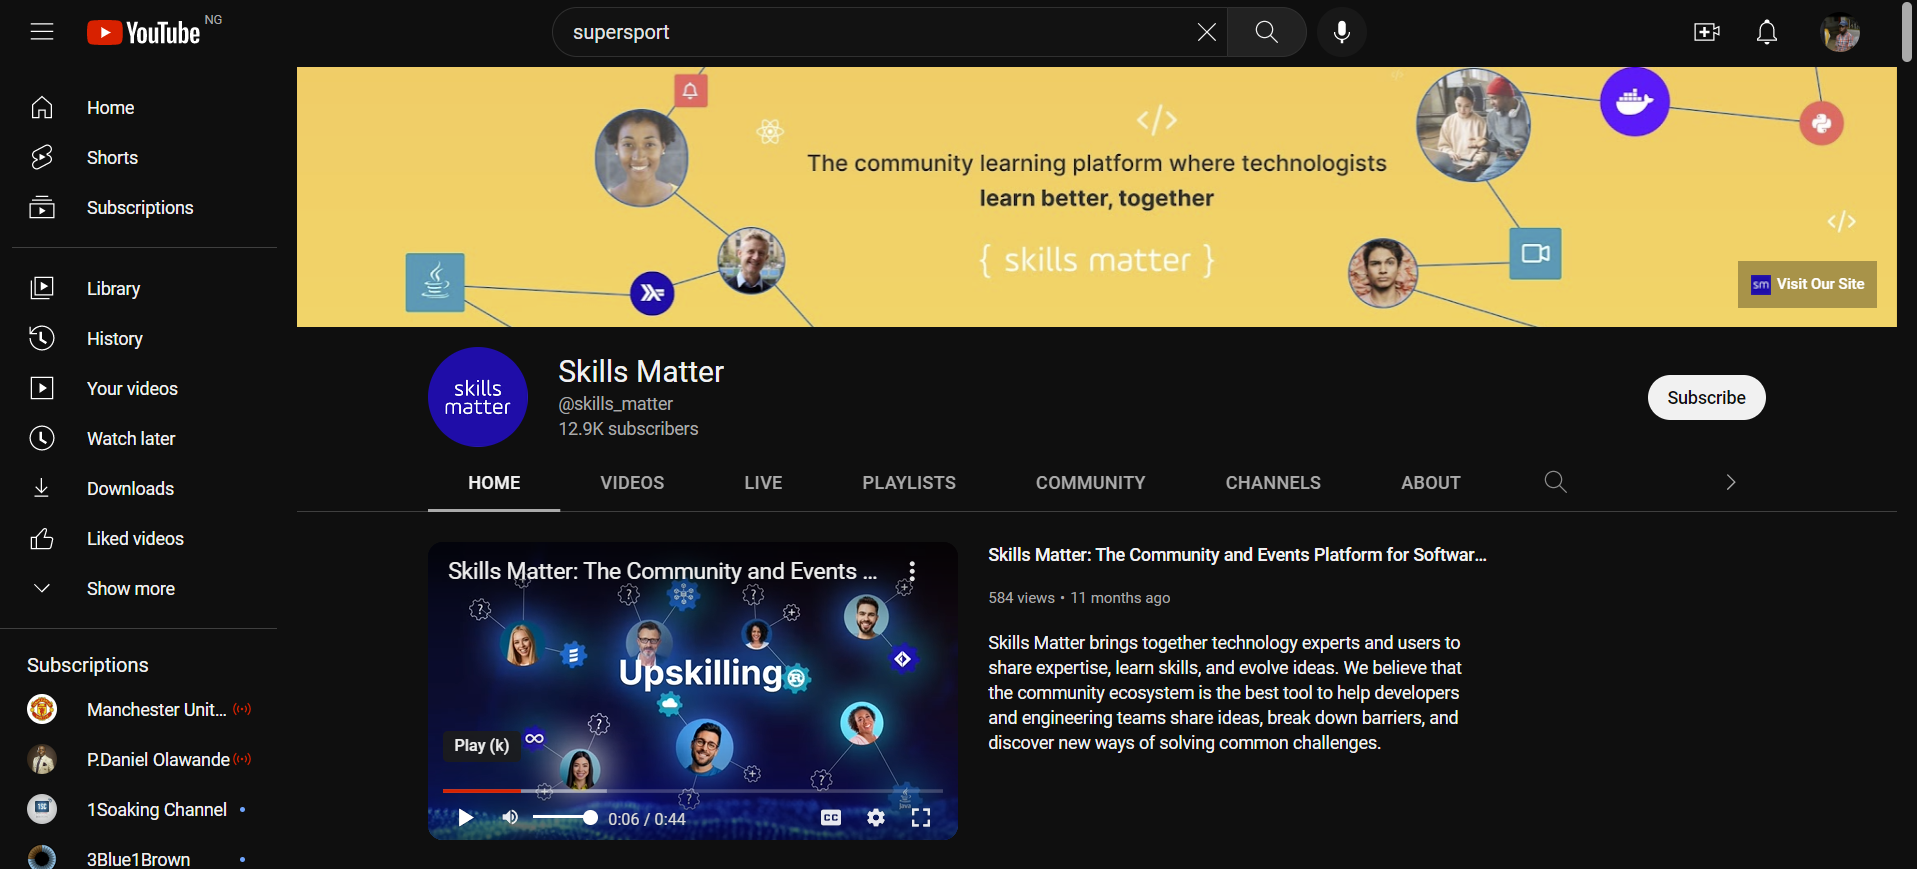 YouTube NG
supersport
Home
Shorts
Subscriptions
Library
History
Your videos
Watch later
Downloads
Liked videos
Show more
Subscriptions
Manchester Unit...
P.Daniel Olawande
1Soaking Channel
3Blue1Brown
</>
The community learning platform where technologists
learn better, together
{ skills matter }
</>
sm Visit Our Site
skills
matter
Skills Matter
@skills_matter
12.9K subscribers
Subscribe
HOME
VIDEOS
LIVE
PLAYLISTS
COMMUNITY
CHANNELS
ABOUT
Skills Matter: The Community and Events ...
Upskilling
Play (k)
0:06 / 0:44
CC
Skills Matter: The Community and Events Platform for Softwar...
584 views • 11 months ago
Skills Matter brings together technology experts and users to
share expertise, learn skills, and evolve ideas. We believe that
the community ecosystem is the best tool to help developers
and engineering teams share ideas, break down barriers, and
discover new ways of solving common challenges.